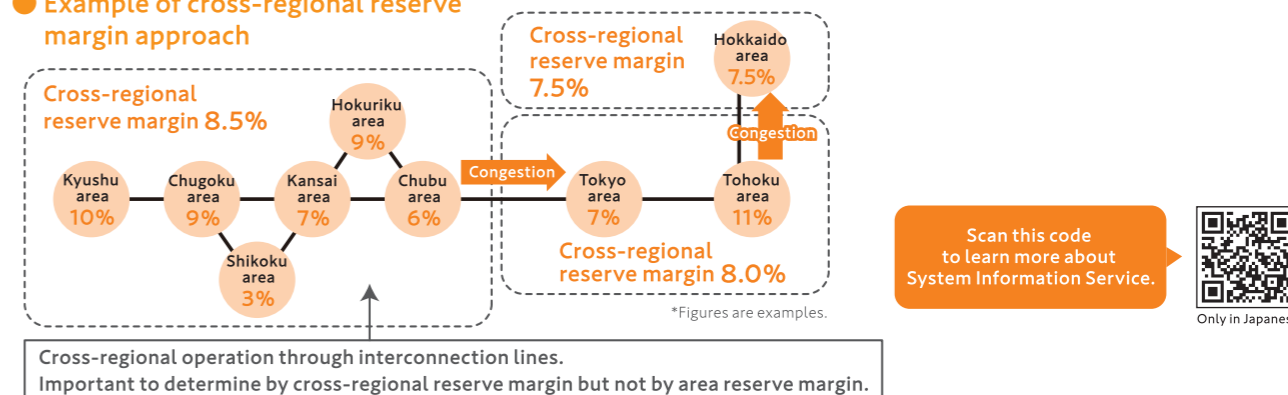 ● Example of cross-regional reserve
margin approach
Cross-regional
reserve margin 8.5%
Hokuriku
area
9%
Kyushu
area
10%
Chugoku
area
9%
Kansai
area
7%
Chubu
area
6%
Shikoku
area
3%
Congestion
Cross-regional
reserve margin
7.5%
Hokkaido
area
7.5%
Congestion
Tokyo
area
7%
Tohoku
area
11%
Cross-regional
reserve margin 8.0%
*Figures are examples.
Cross-regional operation through interconnection lines.
Important to determine by cross-regional reserve margin but not by area reserve margin.
Scan this code
to learn more about
System Information Service.
Only in Japanes